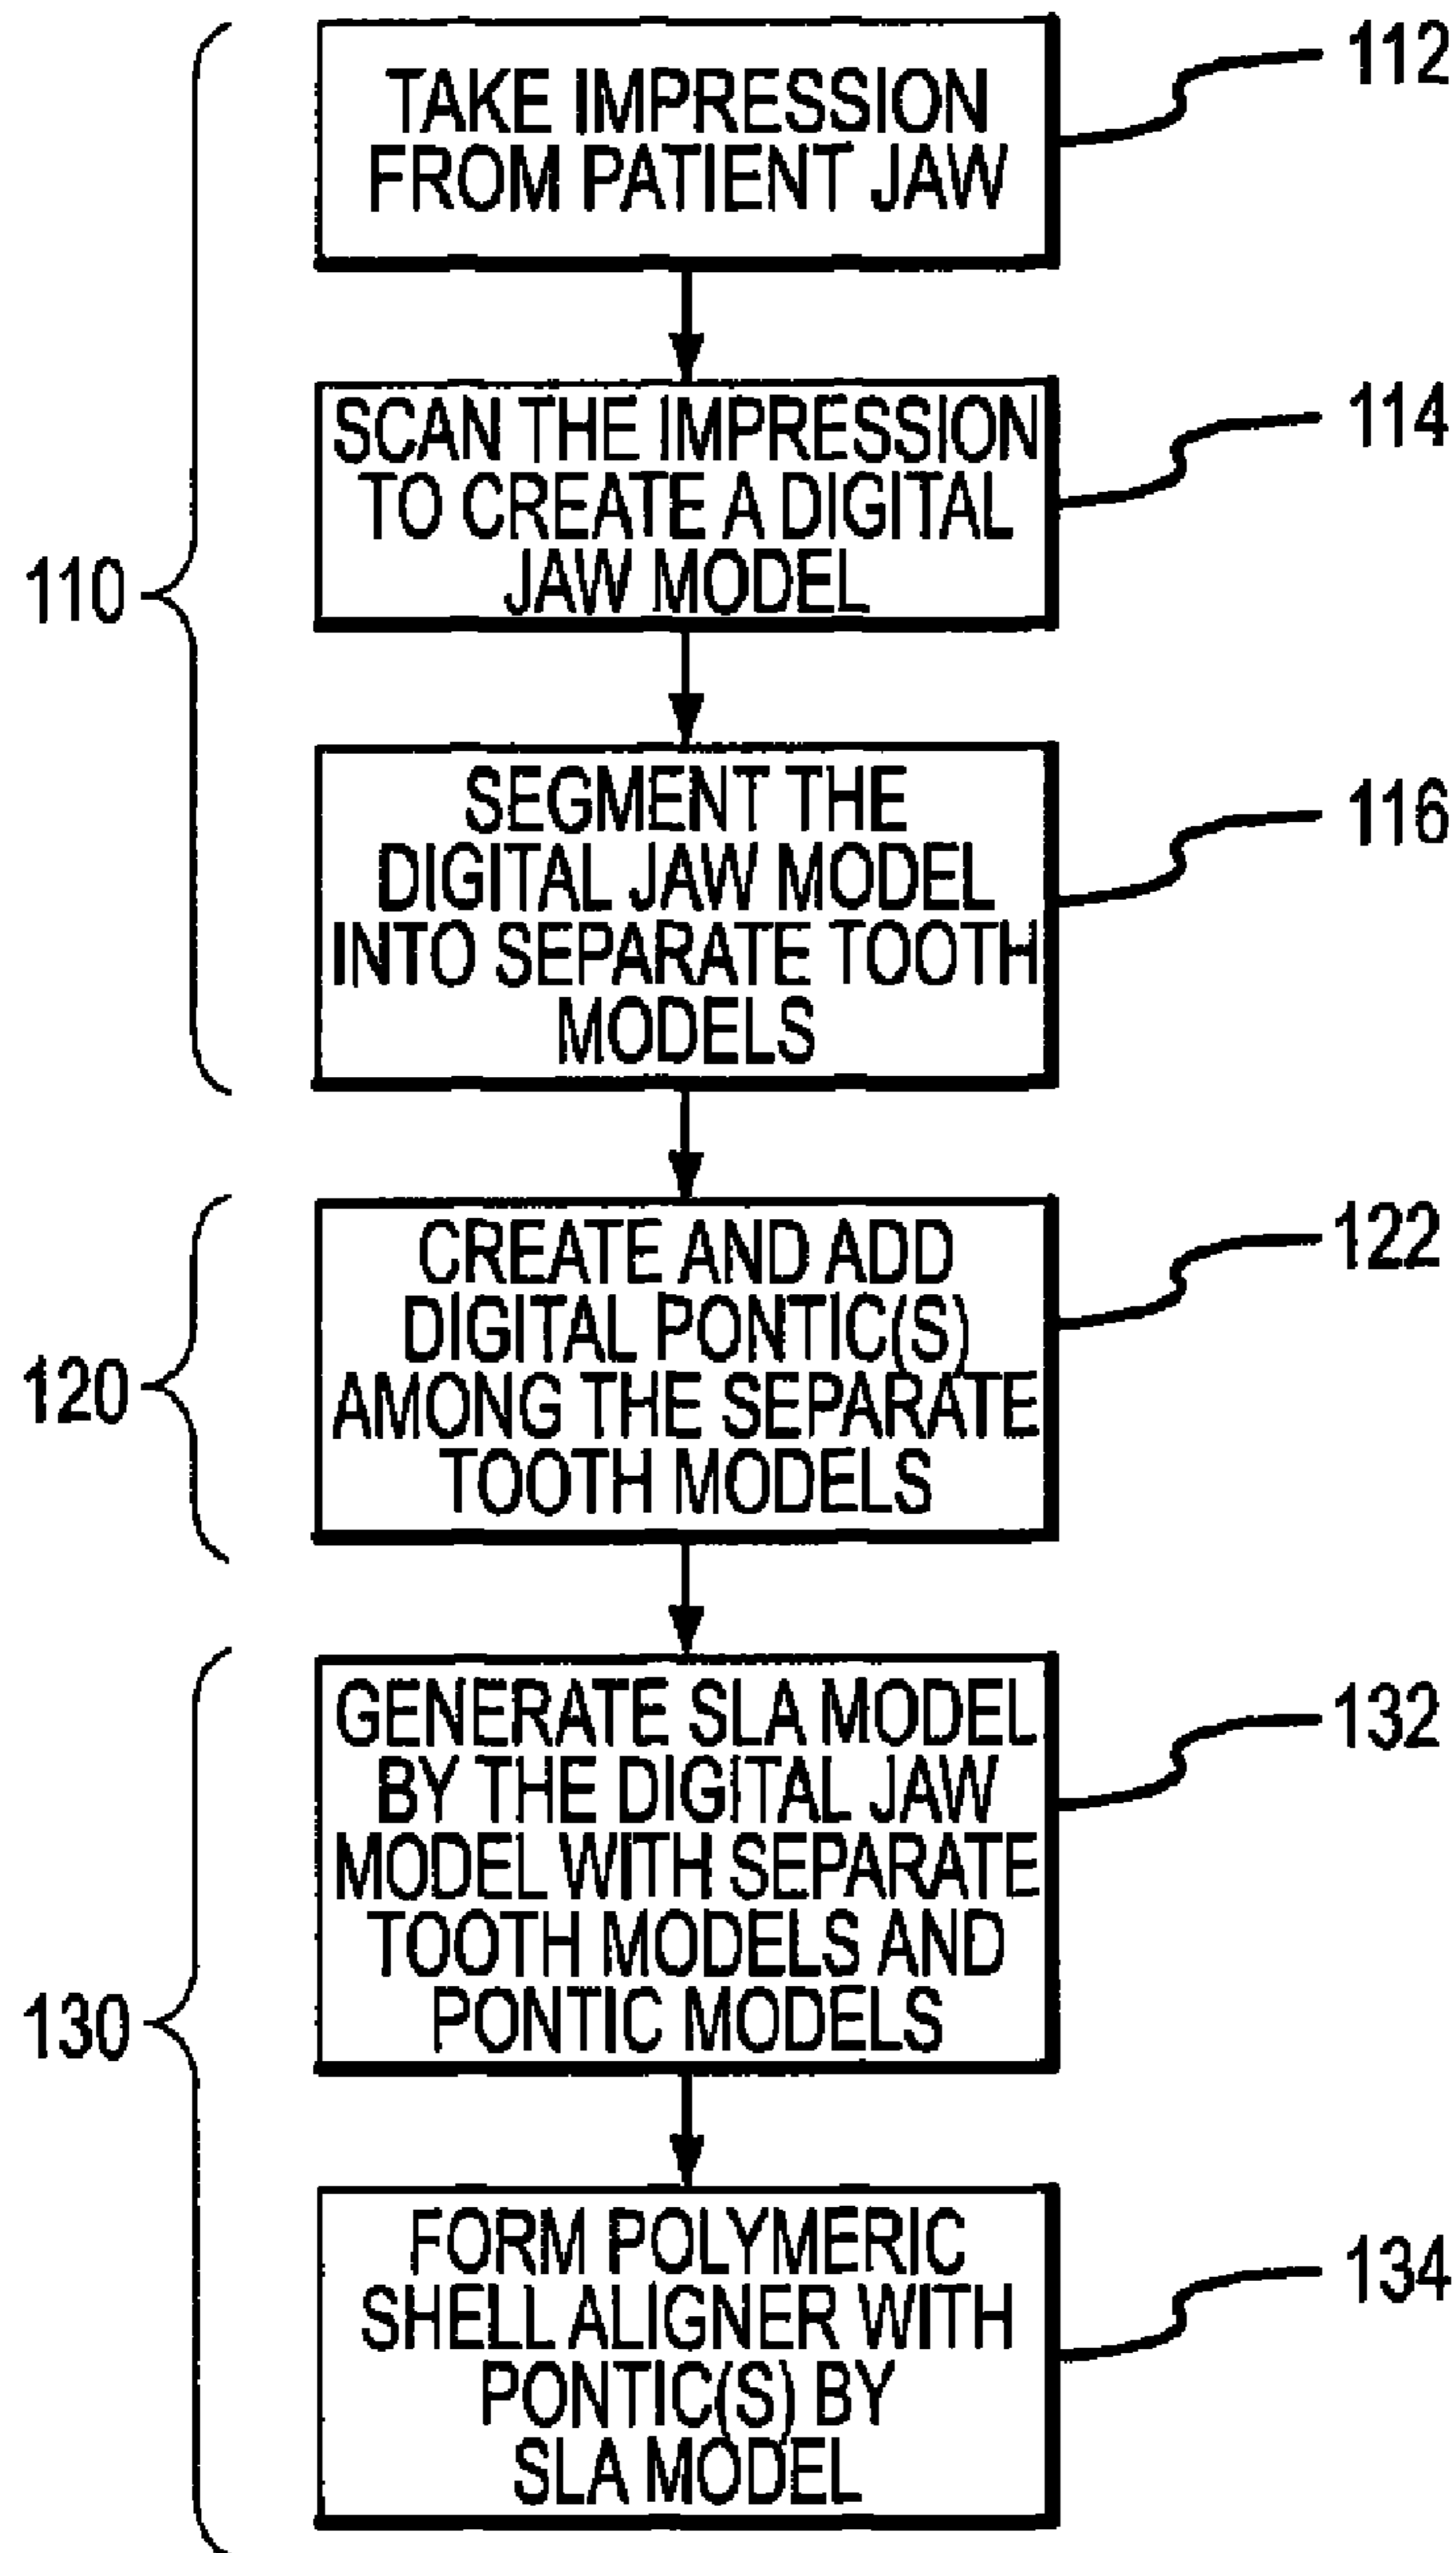 TAKE IMPRESSION
FROM PATIENT JAW
112
SCAN THE IMPRESSION
TO CREATE A DIGITAL
JAW MODEL
114
110
SEGMENT THE
DIGITAL JAW MODEL
INTO SEPARATE TOOTH
MODELS
116
CREATE AND ADD
DIGITAL PONTIC(S)
AMONG THE SEPARATE
TOOTH MODELS
122
120
GENERATE SLA MODEL
BY THE DIGITAL JAW
MODEL WITH SEPARATE
TOOTH MODELS AND
PONTIC MODELS
132
130
FORM POLYMERIC
SHELL ALIGNER WITH
PONTIC(S) BY
SLA MODEL
134